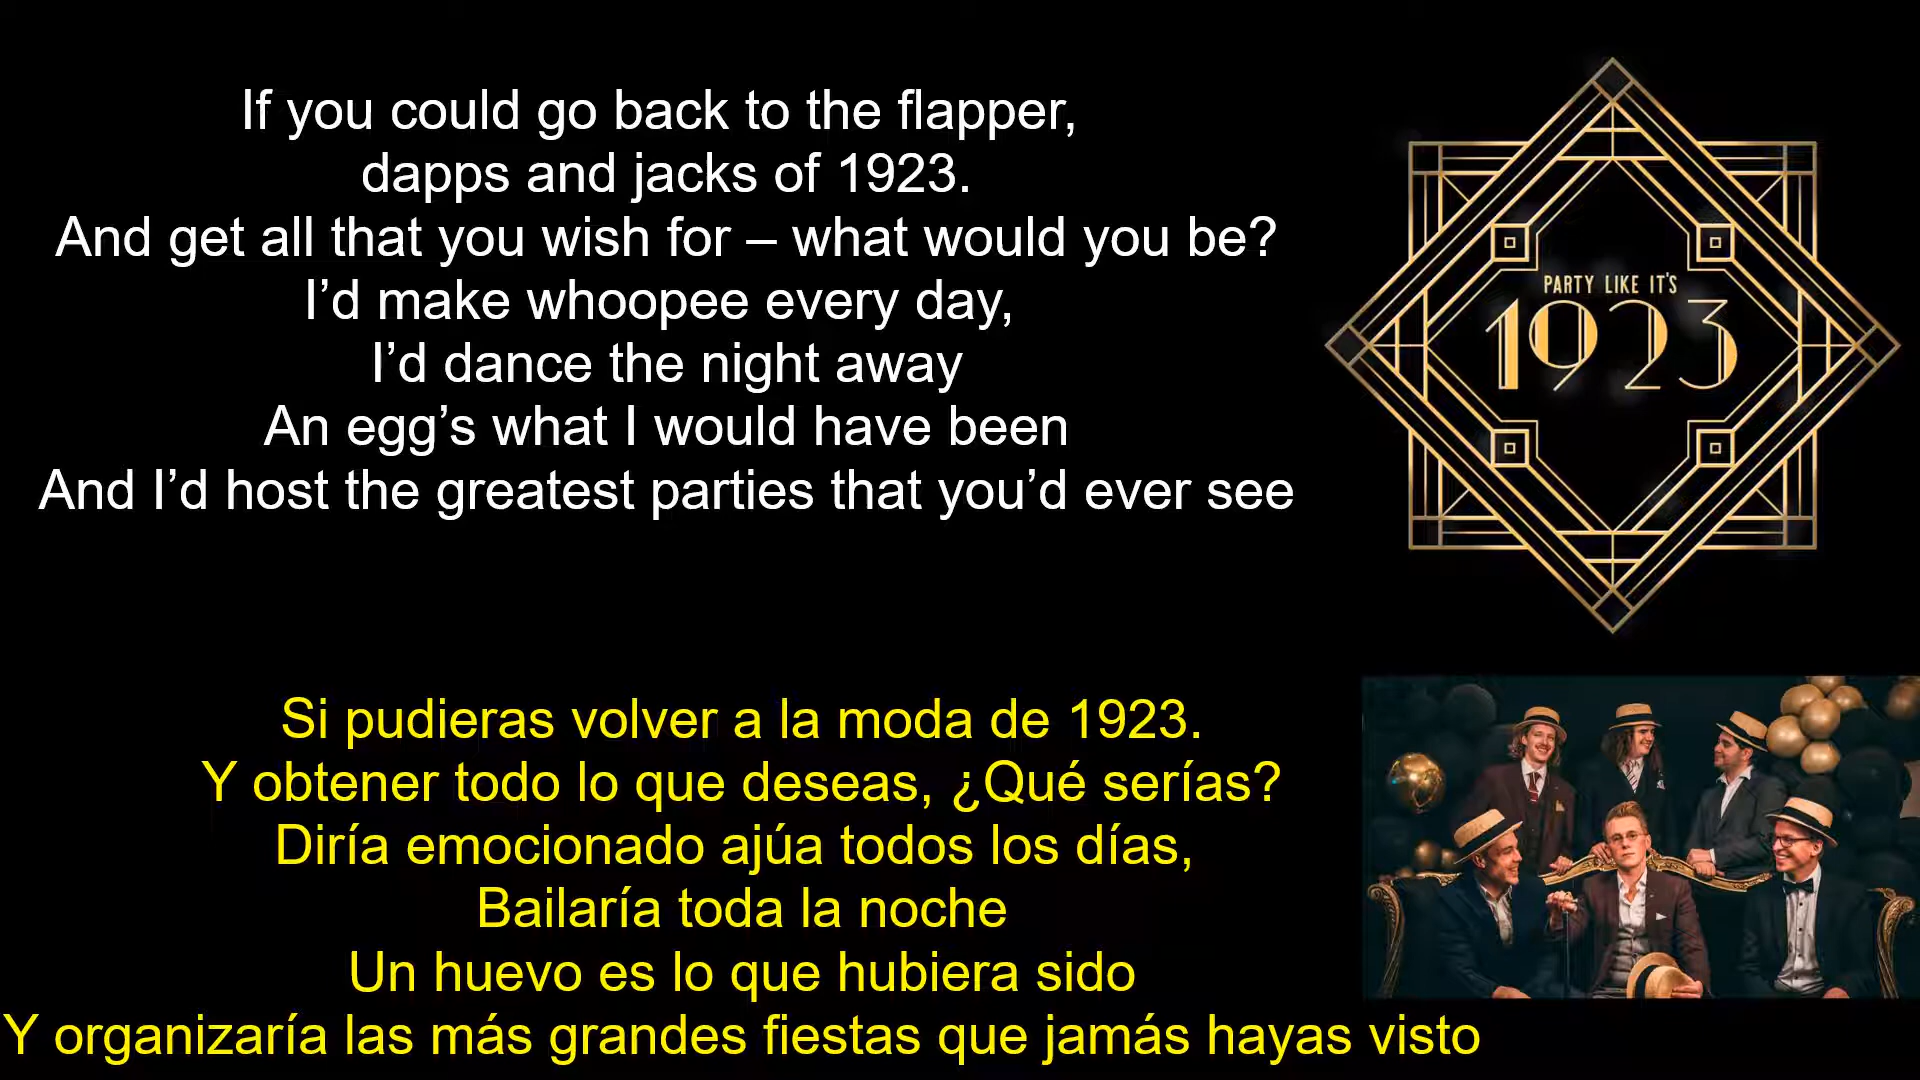 If you could go back to the flapper,
dapps and jacks of 1923.
And get all that you wish for – what would you be?
I’d make whoopee every day,
I’d dance the night away
An egg’s what I would have been
And I’d host the greatest parties that you’d ever see
PARTY LIKE IT'S
1923
Si pudieras volver a la moda de 1923.
Y obtener todo lo que deseas, ¿Qué serías?
Diría emocionado ajúa todos los días,
Bailaría toda la noche
Un huevo es lo que hubiera sido
Y organizaría las más grandes fiestas que jamás hayas visto